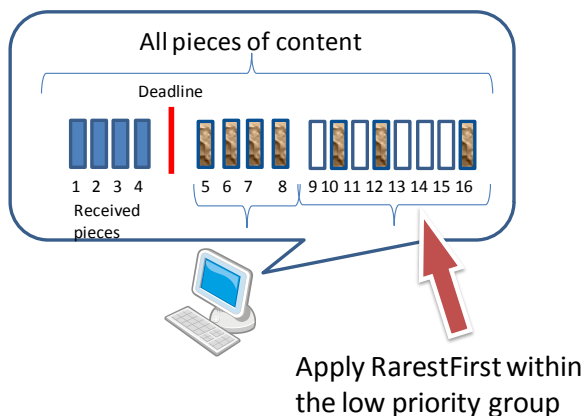 All pieces of content
Deadline
1 2 3 4 5 6 7 8 9 10 11 12 13 14 15 16
Received
pieces
Apply RarestFirst within
the low priority group